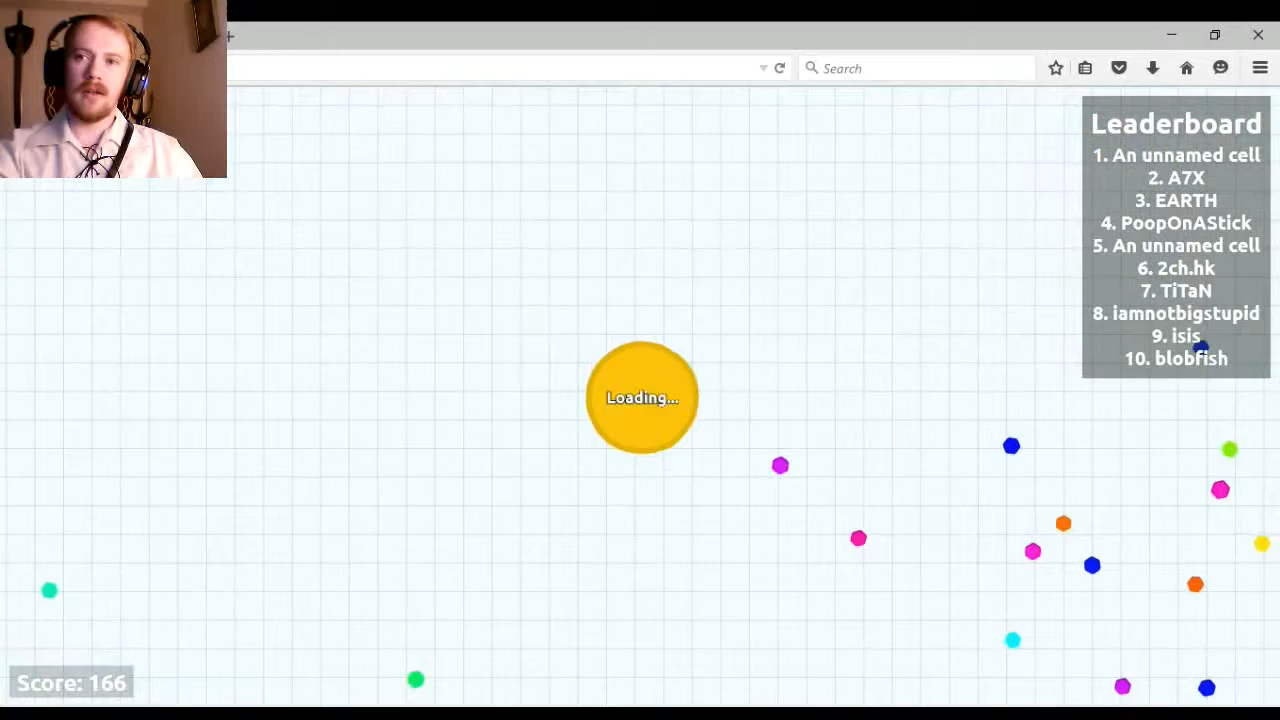 Search
Leaderboard
1. An unnamed cell
2. A7X
3. EARTH
4. PoopOnAStick
5. An unnamed cell
6. 2ch.hk
7. TiTaN
8. iamnotbigstupid
9. isis
10. blobfish
Loading...
Score: 166